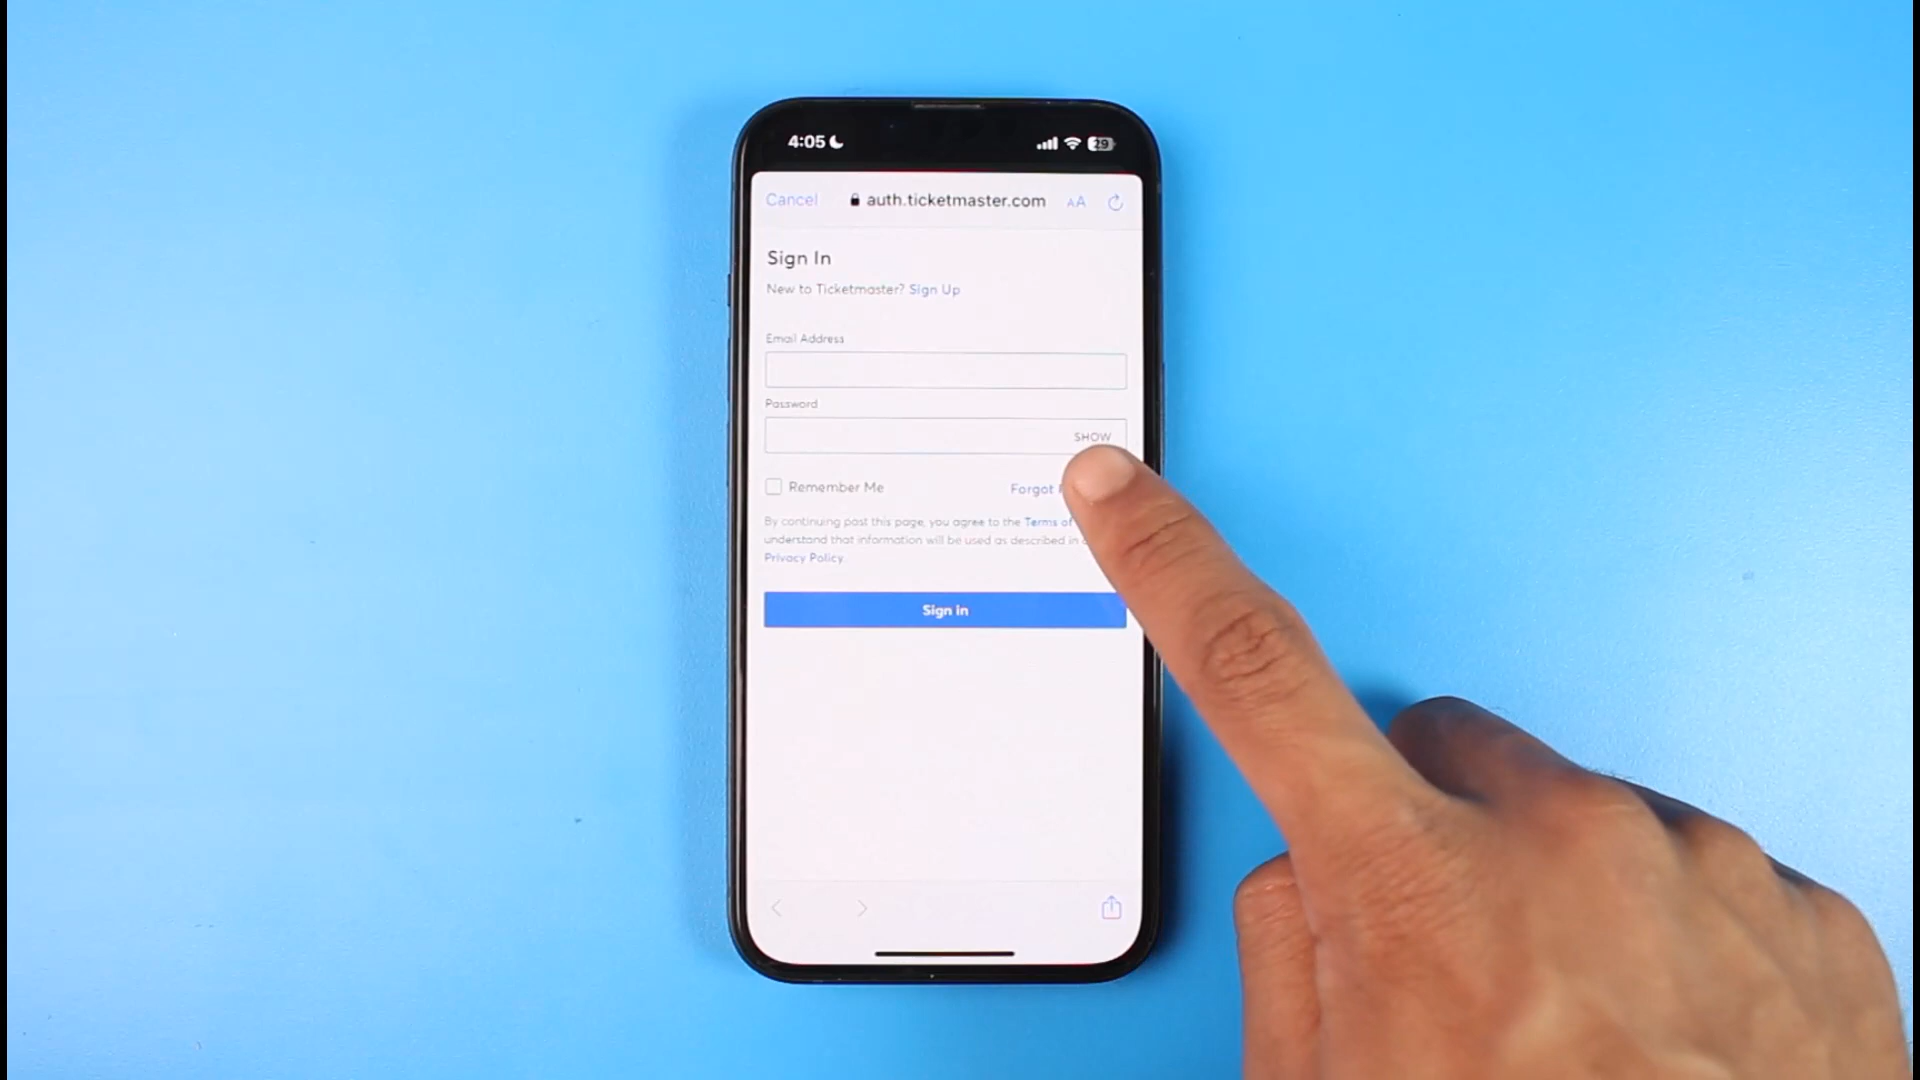 4:05
29
Cancel auth.ticketmaster.com AA
Sign In
New to Ticketmaster? Sign Up
Email Address
Password
SHOW
Remember Me Forgot
By continuing past this page, you agree to the Terms of
understand that information will be used as described in
Privacy Policy.
Sign in